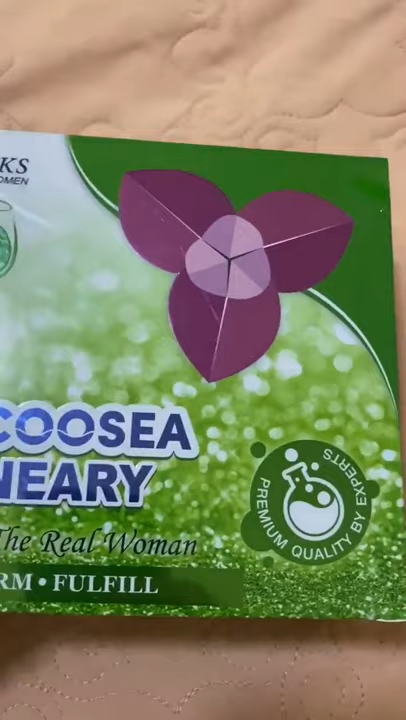 KS
OMEN
COOSEA
NEARY
The Real Woman
RM • FULFILL
PREMIUM QUALITY BY EXPERTS